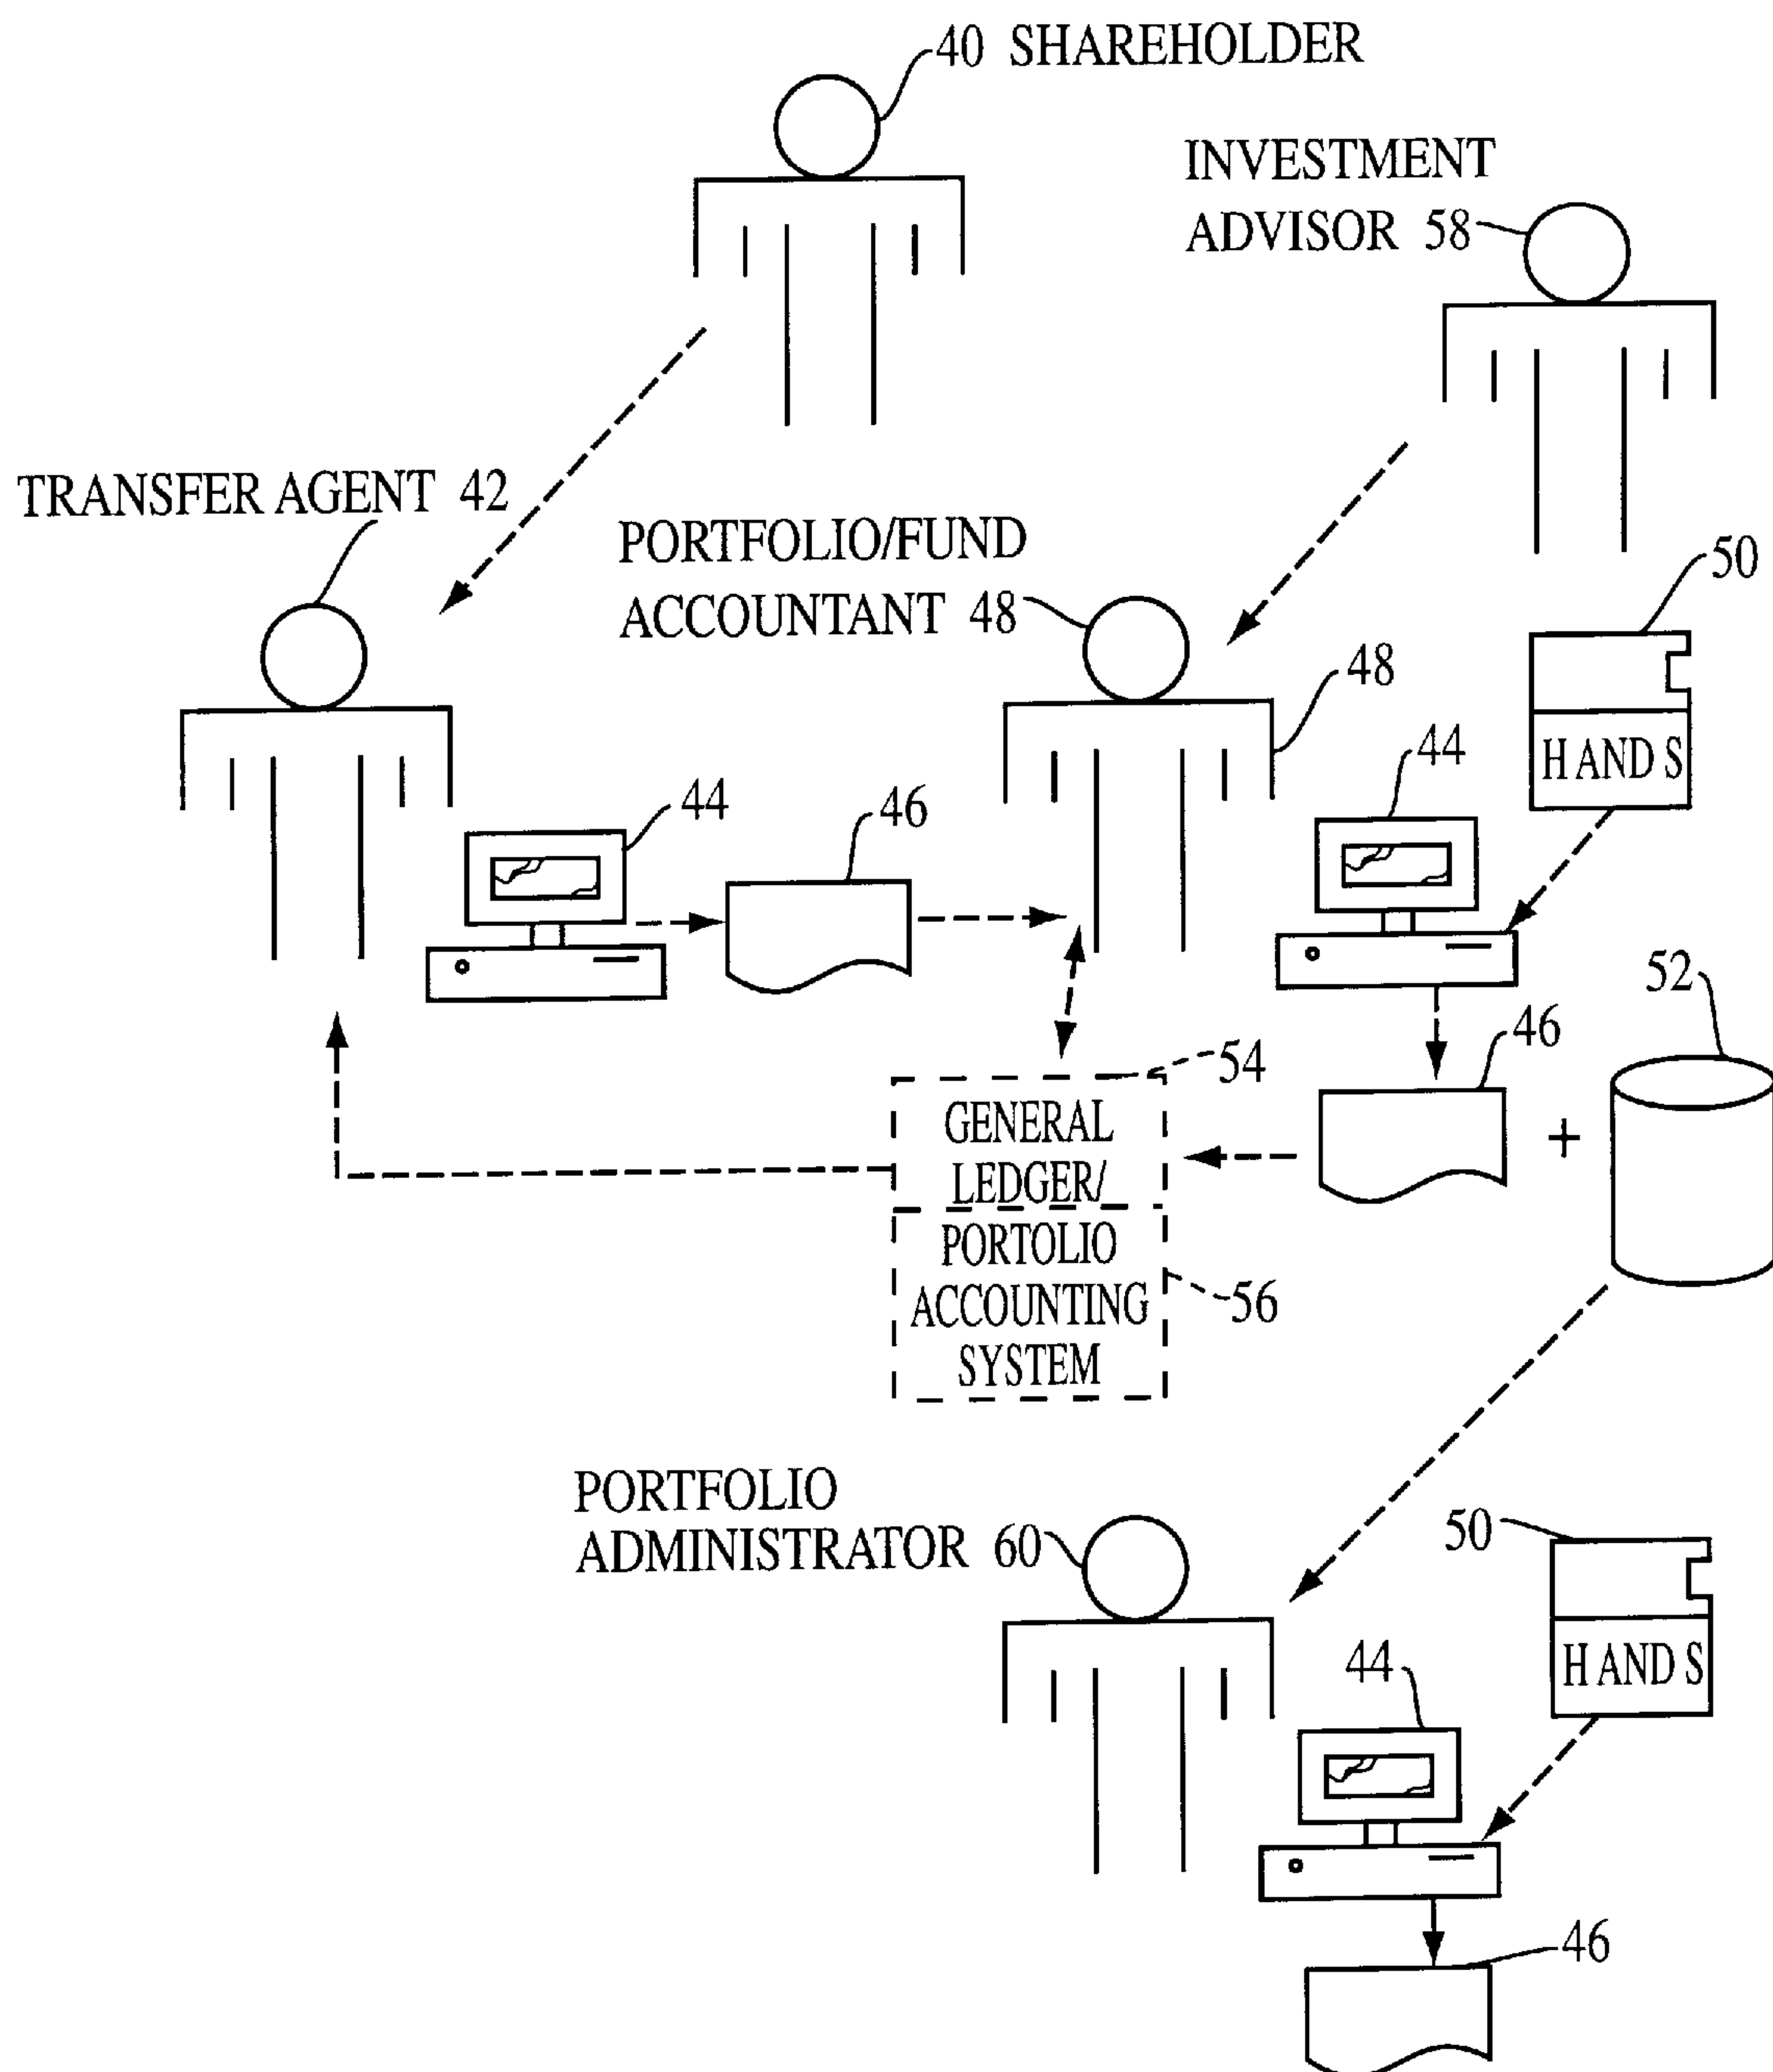 40 SHAREHOLDER
INVESTMENT
ADVISOR 58
TRANSFER AGENT 42
PORTFOLIO/FUND
ACCOUNTANT 48
50
48
H AND S
44
44
46
52
46
54
GENERAL
LEDGER/
PORTOLIO
ACCOUNTING
SYSTEM
56
+
PORTFOLIO
ADMINISTRATOR 60
50
H AND S
44
46